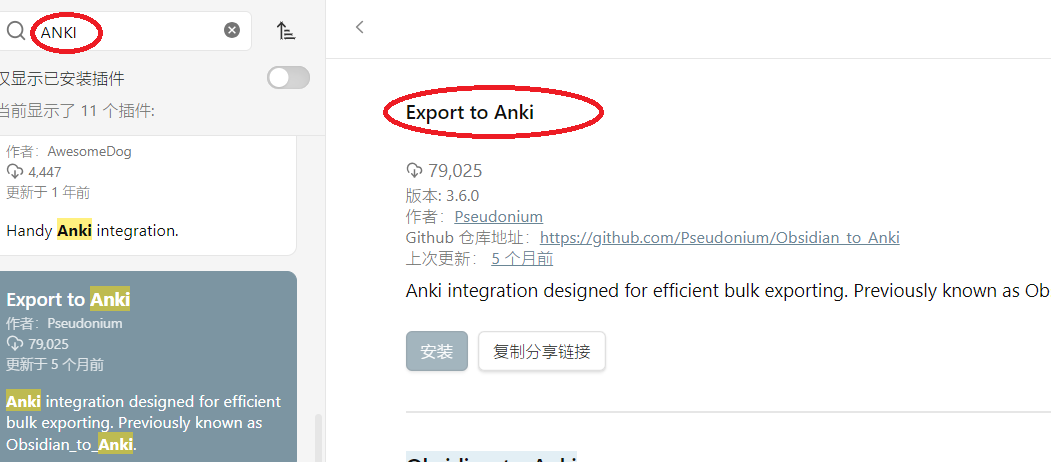 ANKI
仅显示已安装插件
当前显示了 11 个插件:
作者: AwesomeDog
4,447
更新于 1 年前
Handy Anki integration.
Export to Anki
作者: Pseudonium
79,025
更新于 5 个月前
Anki integration designed for efficient
bulk exporting. Previously known as
Obsidian_to_Anki.
Export to Anki
79,025
版本: 3.6.0
作者: Pseudonium
Github 仓库地址: https://github.com/Pseudonium/Obsidian_to_Anki
上次更新: 5 个月前
Anki integration designed for efficient bulk exporting. Previously known as Ob
安装
复制分享链接